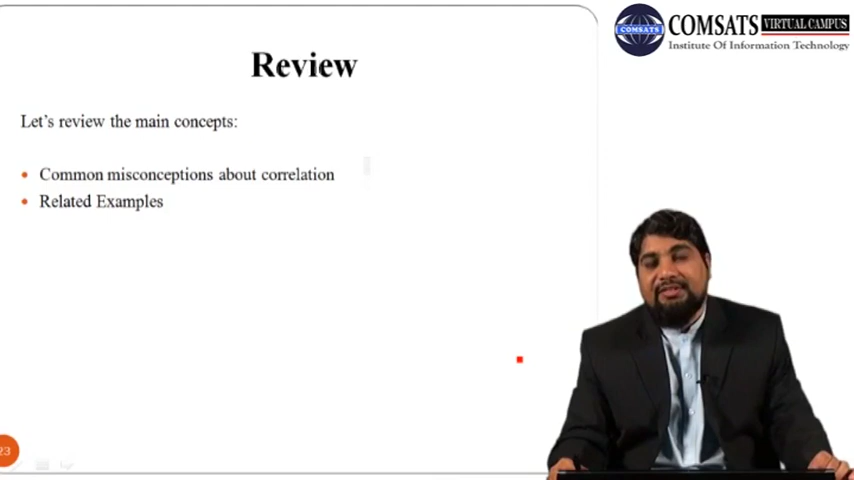 COMSATS VIRTUAL CAMPUS
COMSATS
Institute Of Information Technology
Review
Let's review the main concepts:
• Common misconceptions about correlation
• Related Examples
23